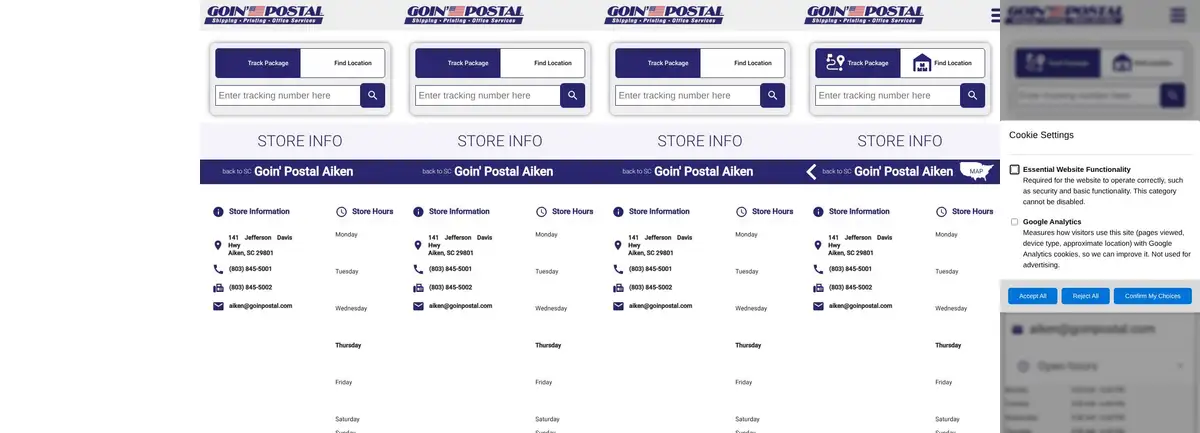 GOIN' POSTAL
Shipping • Printing • Office Services
Track Package
Find Location
Enter tracking number here
STORE INFO
back to SC Goin' Postal Aiken
Store Information
Store Hours
141 Jefferson Davis
Hwy
Aiken, SC 29801
(803) 845-5001
(803) 845-5002
aiken@goinpostal.com
Monday
Tuesday
Wednesday
Thursday
Friday
Saturday
Sunday
GOIN' POSTAL
Shipping • Printing • Office Services
Track Package
Find Location
Enter tracking number here
STORE INFO
back to SC Goin' Postal Aiken
Store Information
Store Hours
141 Jefferson Davis
Hwy
Aiken, SC 29801
(803) 845-5001
(803) 845-5002
aiken@goinpostal.com
Monday
Tuesday
Wednesday
Thursday
Friday
Saturday
Sunday
GOIN' POSTAL
Shipping • Printing • Office Services
Track Package
Find Location
Enter tracking number here
STORE INFO
back to SC Goin' Postal Aiken
Store Information
Store Hours
141 Jefferson Davis
Hwy
Aiken, SC 29801
(803) 845-5001
(803) 845-5002
aiken@goinpostal.com
Monday
Tuesday
Wednesday
Thursday
Friday
Saturday
Sunday
GOIN' POSTAL
Shipping • Printing • Office Services
Track Package
Find Location
Enter tracking number here
STORE INFO
back to SC Goin' Postal Aiken MAP
Store Information
Store Hours
141 Jefferson Davis
Hwy
Aiken, SC 29801
(803) 845-5001
(803) 845-5002
aiken@goinpostal.com
Monday
Tuesday
Wednesday
Thursday
Friday
Saturday
Sunday
Cookie Settings
Essential Website Functionality
Required for the website to operate correctly, such
as security and basic functionality. This category
cannot be disabled.
Google Analytics
Measures how visitors use this site (pages viewed,
device type, approximate location) with Google
Analytics cookies, so we can improve it. Not used for
advertising.
Accept All
Reject All
Confirm My Choices
aiken@goinpostal.com
Open hours